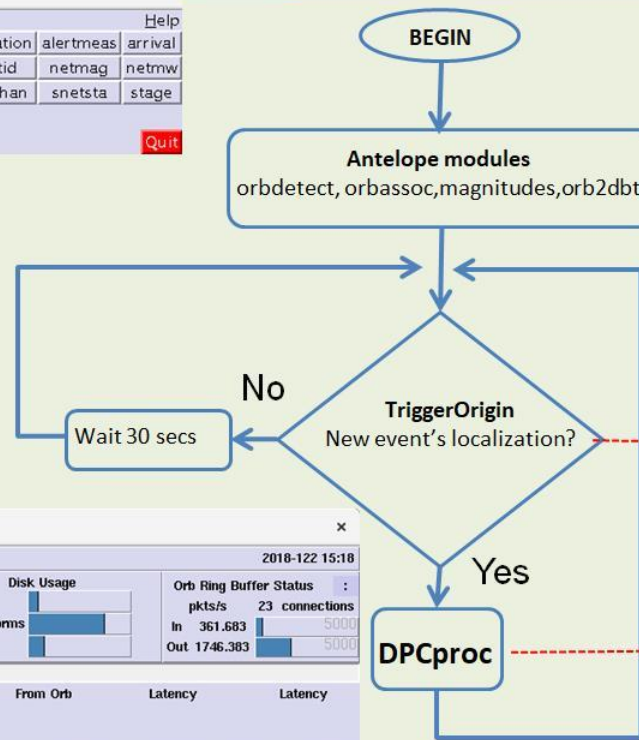 Help
ation alertmeas arrival
tid netmag netmw
han snetsta stage
Quit
BEGIN
Antelope modules
orbdetect, orbassoc,magnitudes,orb2dbt
No
TriggerOrigin
New event's localization?
Wait 30 secs
Yes
DPCproc
×
2018-122 15:18
Disk Usage
Orb Ring Buffer Status :
pkts/s 23 connections
rms
In 361.683 5000
Out 1746.383 5000
From Orb Latency Latency